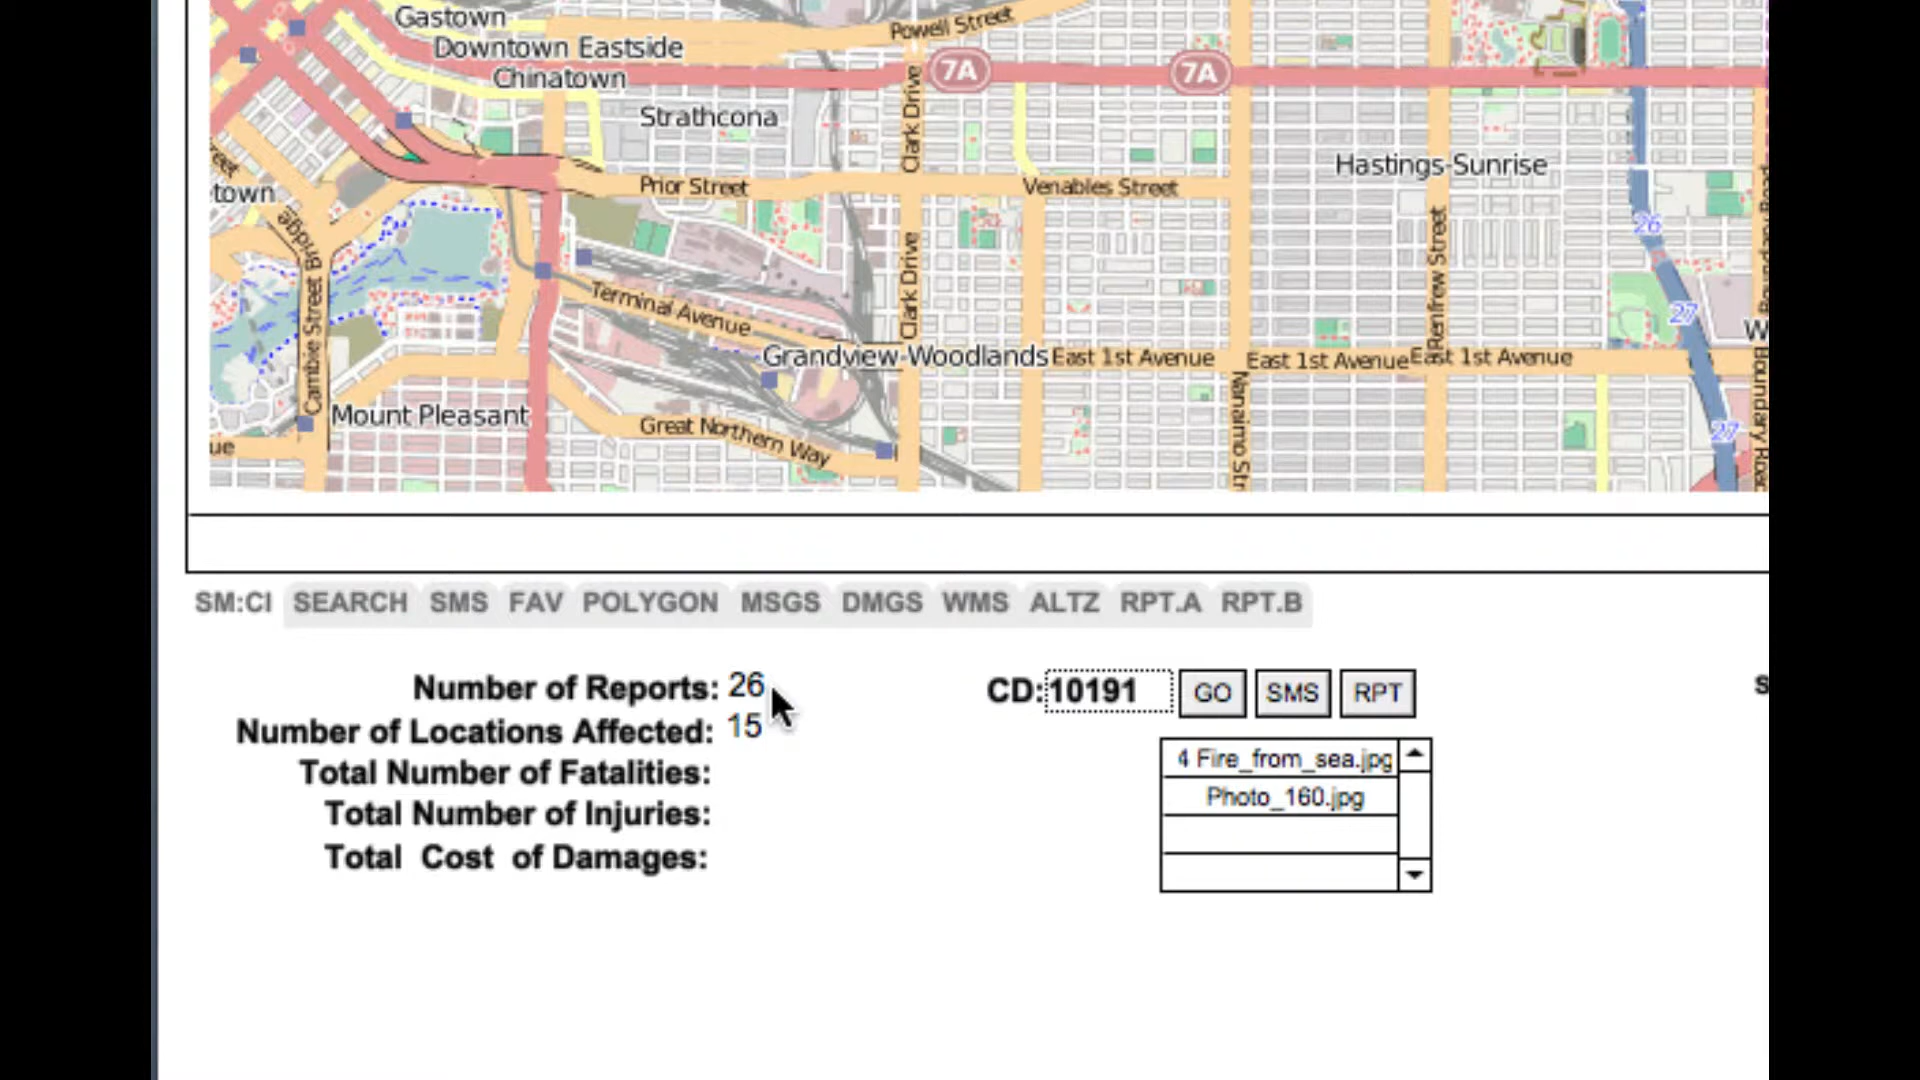 Gastown
Powell Street
Downtown Eastside
Chinatown
7A
7A
Strathcona
Clark Drive
Hastings-Sunrise
Prior Street
Venables Street
town
Bridge
26
Clark Drive
Renfrew Street
Cambie Street
Terminal Avenue
27
W
Grandview-Woodlands
East 1st Avenue
East 1st Avenue
East 1st Avenue
Mount Pleasant
Great Northern Way
Nanaimo Str
27
Boundary Roa
ue
SM:CI SEARCH SMS FAV POLYGON MSGS DMGS WMS ALTZ RPT.A RPT.B
Number of Reports: 26
CD:10191 GO SMS RPT
S
Number of Locations Affected: 15
4 Fire_from_sea.jpg
Total Number of Fatalities:
Photo_160.jpg
Total Number of Injuries:
Total Cost of Damages: